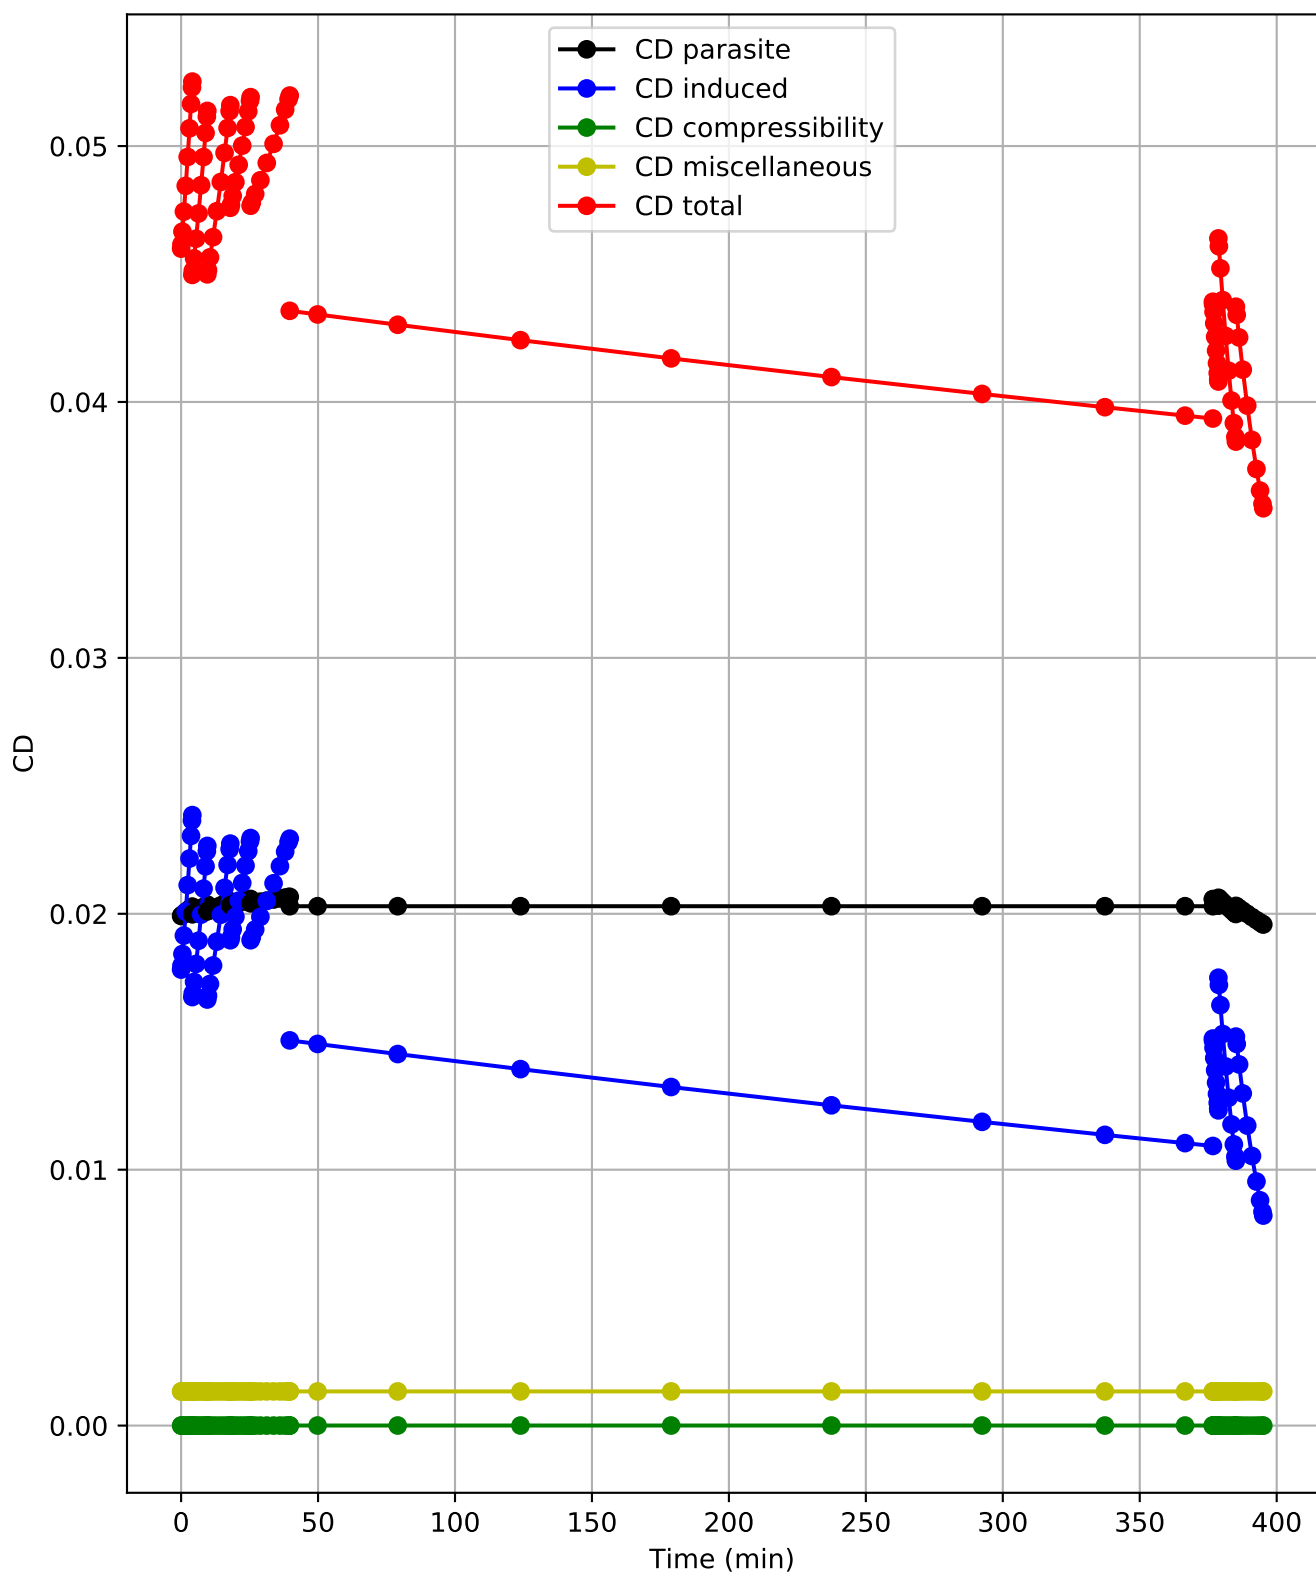 CD parasite
CD induced
CD compressibility
CD miscellaneous
CD total
0.05
0.04
0.03
0.02
0.01
0.00
CD
0 50 100 150 200 250 300 350 400
Time (min)